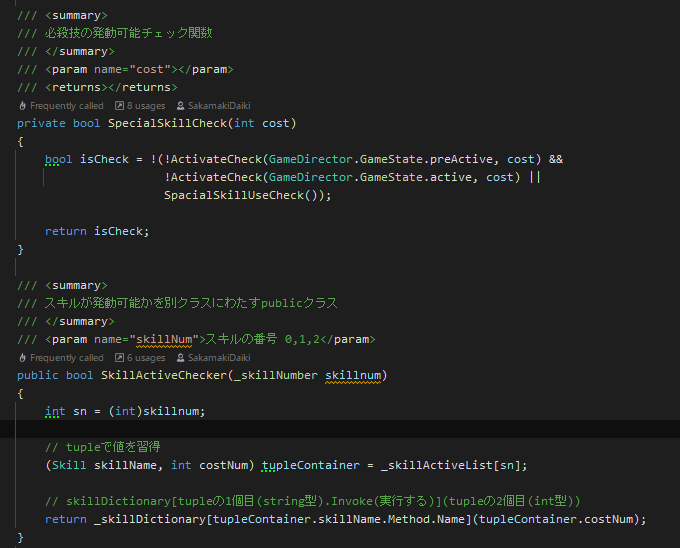 /// <summary>
/// 必殺技の発動可能チェック関数
/// </summary>
/// <param name="cost"></param>
/// <returns></returns>
Frequently called 8 usages SakamakiDaiki
private bool SpecialSkillCheck(int cost)
{
bool isCheck = !(!ActivateCheck(GameDirector.GameState.preActive, cost) &&
!ActivateCheck(GameDirector.GameState.active, cost) ||
SpacialSkillUseCheck());
return isCheck;
}
/// <summary>
/// スキルが発動可能かを別クラスにわたすpublicクラス
/// </summary>
/// <param name="skillNum">スキルの番号 0,1,2</param>
Frequently called 6 usages SakamakiDaiki
public bool SkillActiveChecker(_skillNumber skillnum)
{
int sn = (int)skillnum;
// tupleで値を習得
(Skill skillName, int costNum) tupleContainer = _skillActiveList[sn];
// skillDictionary[tupleの1個目(string型).Invoke(実行する)](tupleの2個目(int型))
return _skillDictionary[tupleContainer.skillName.Method.Name](tupleContainer.costNum);
}